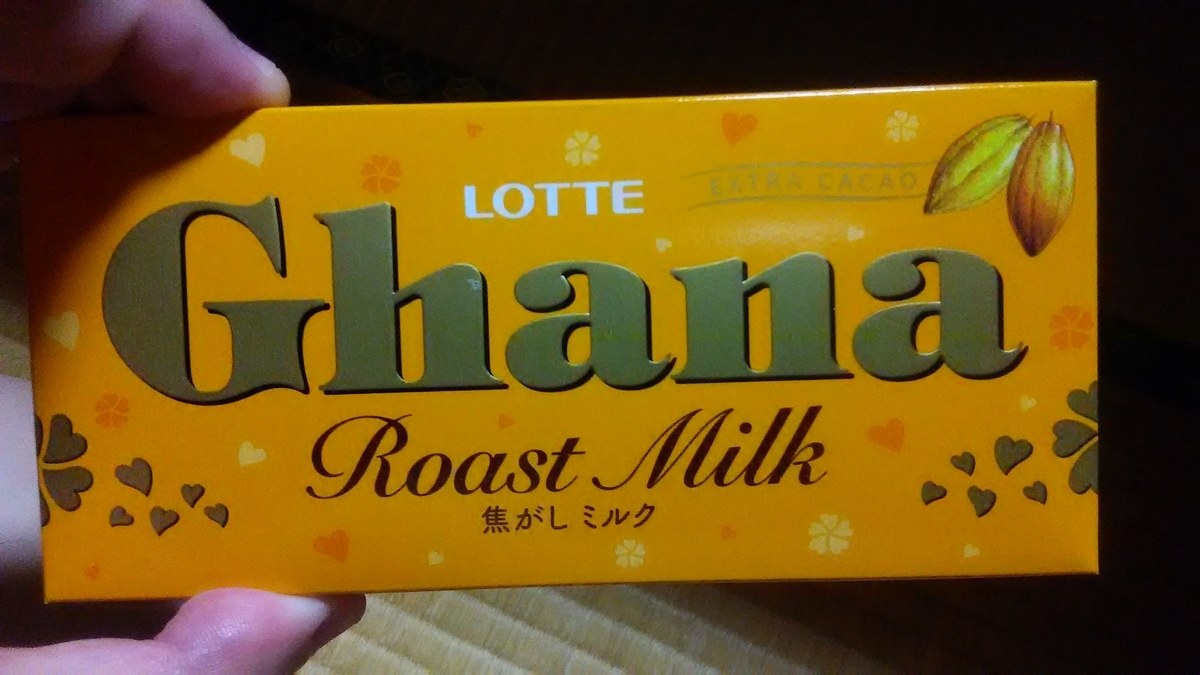 LOTTE
EXTRA CACAO
Ghana
Roast Milk
焦がしミルク